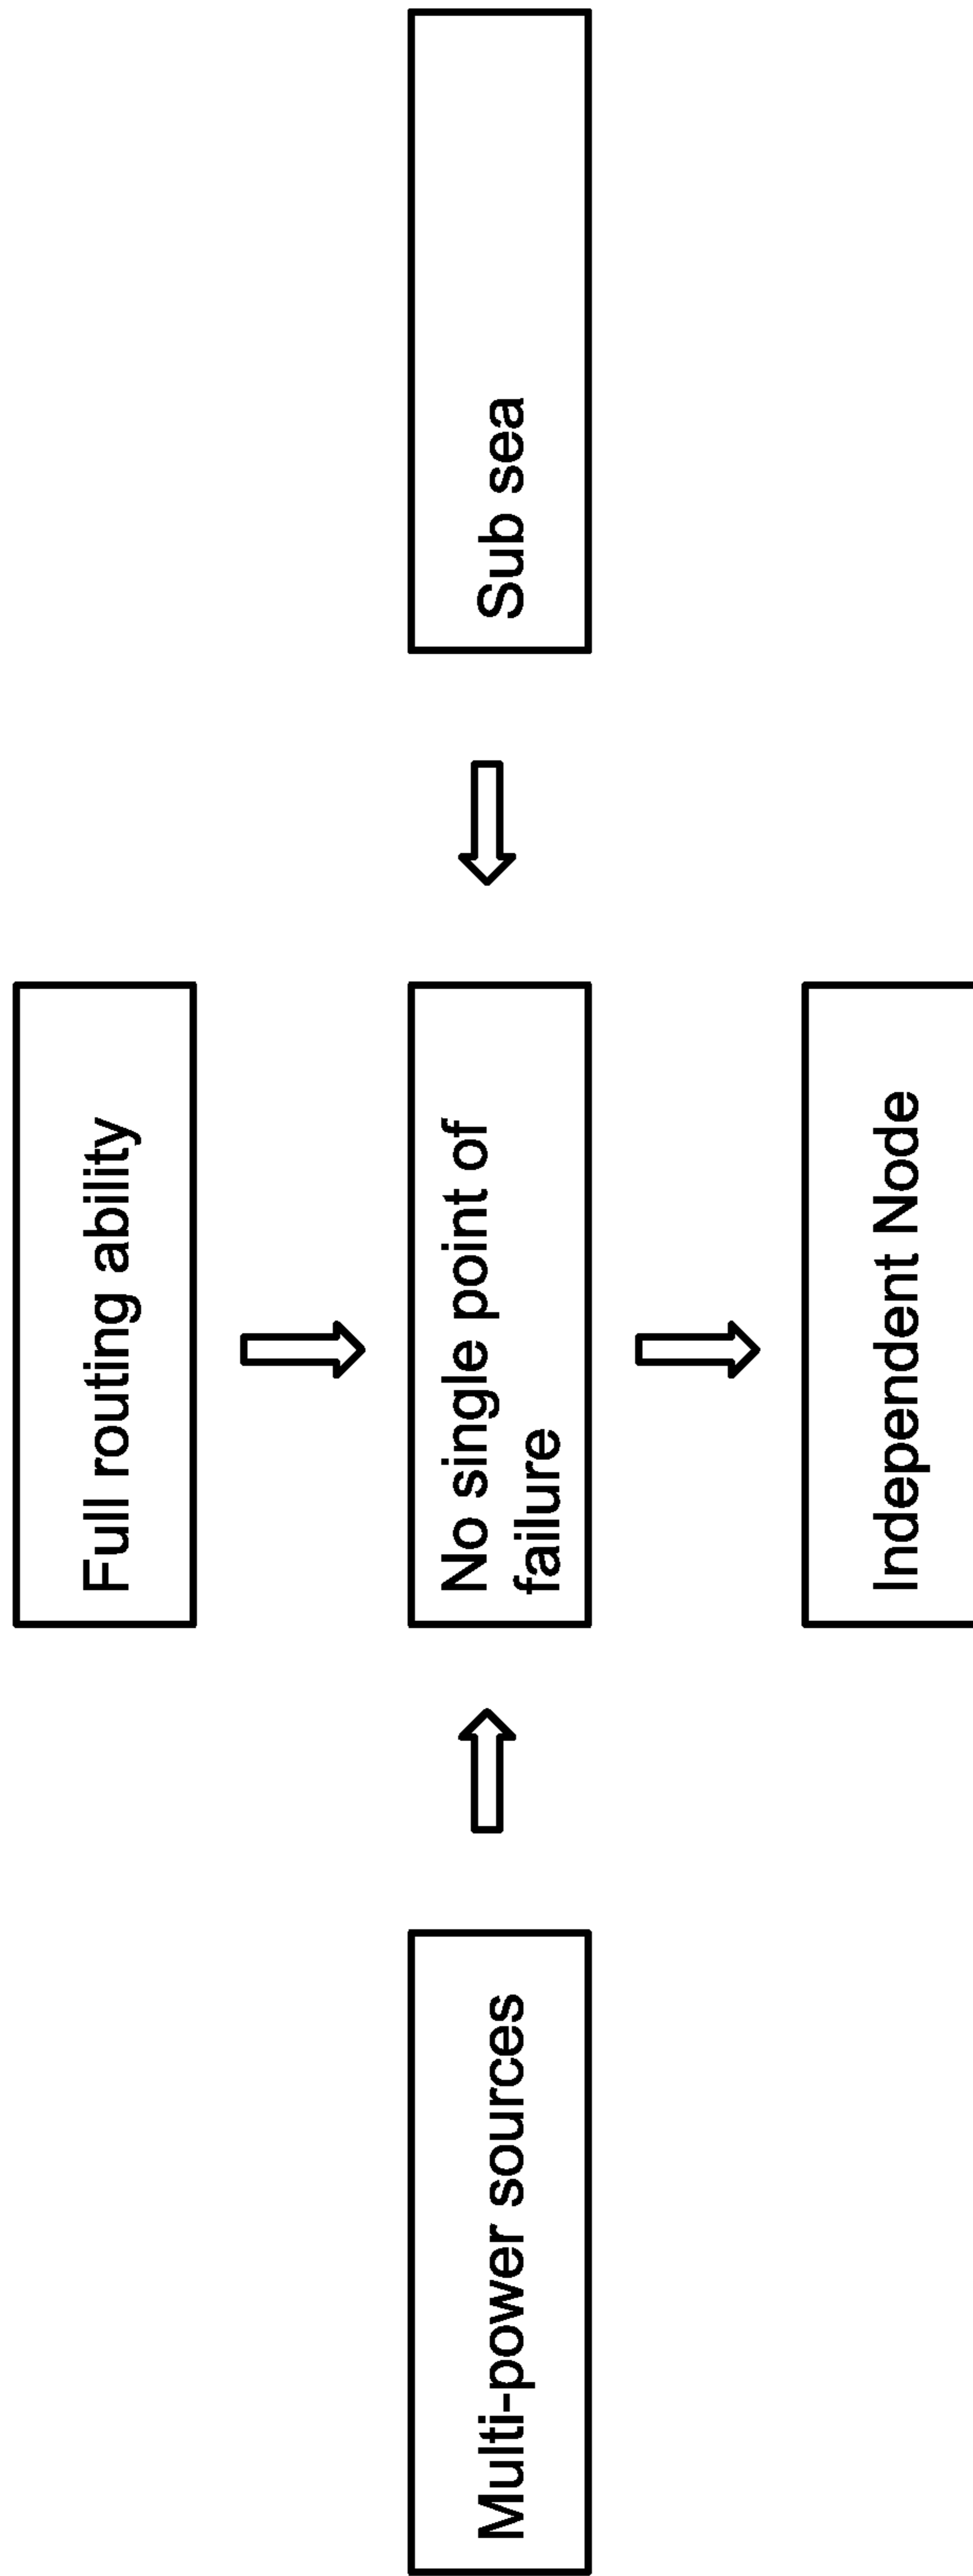 Full routing ability
Multi-power sources
No single point of
failure
Sub sea
Independent Node